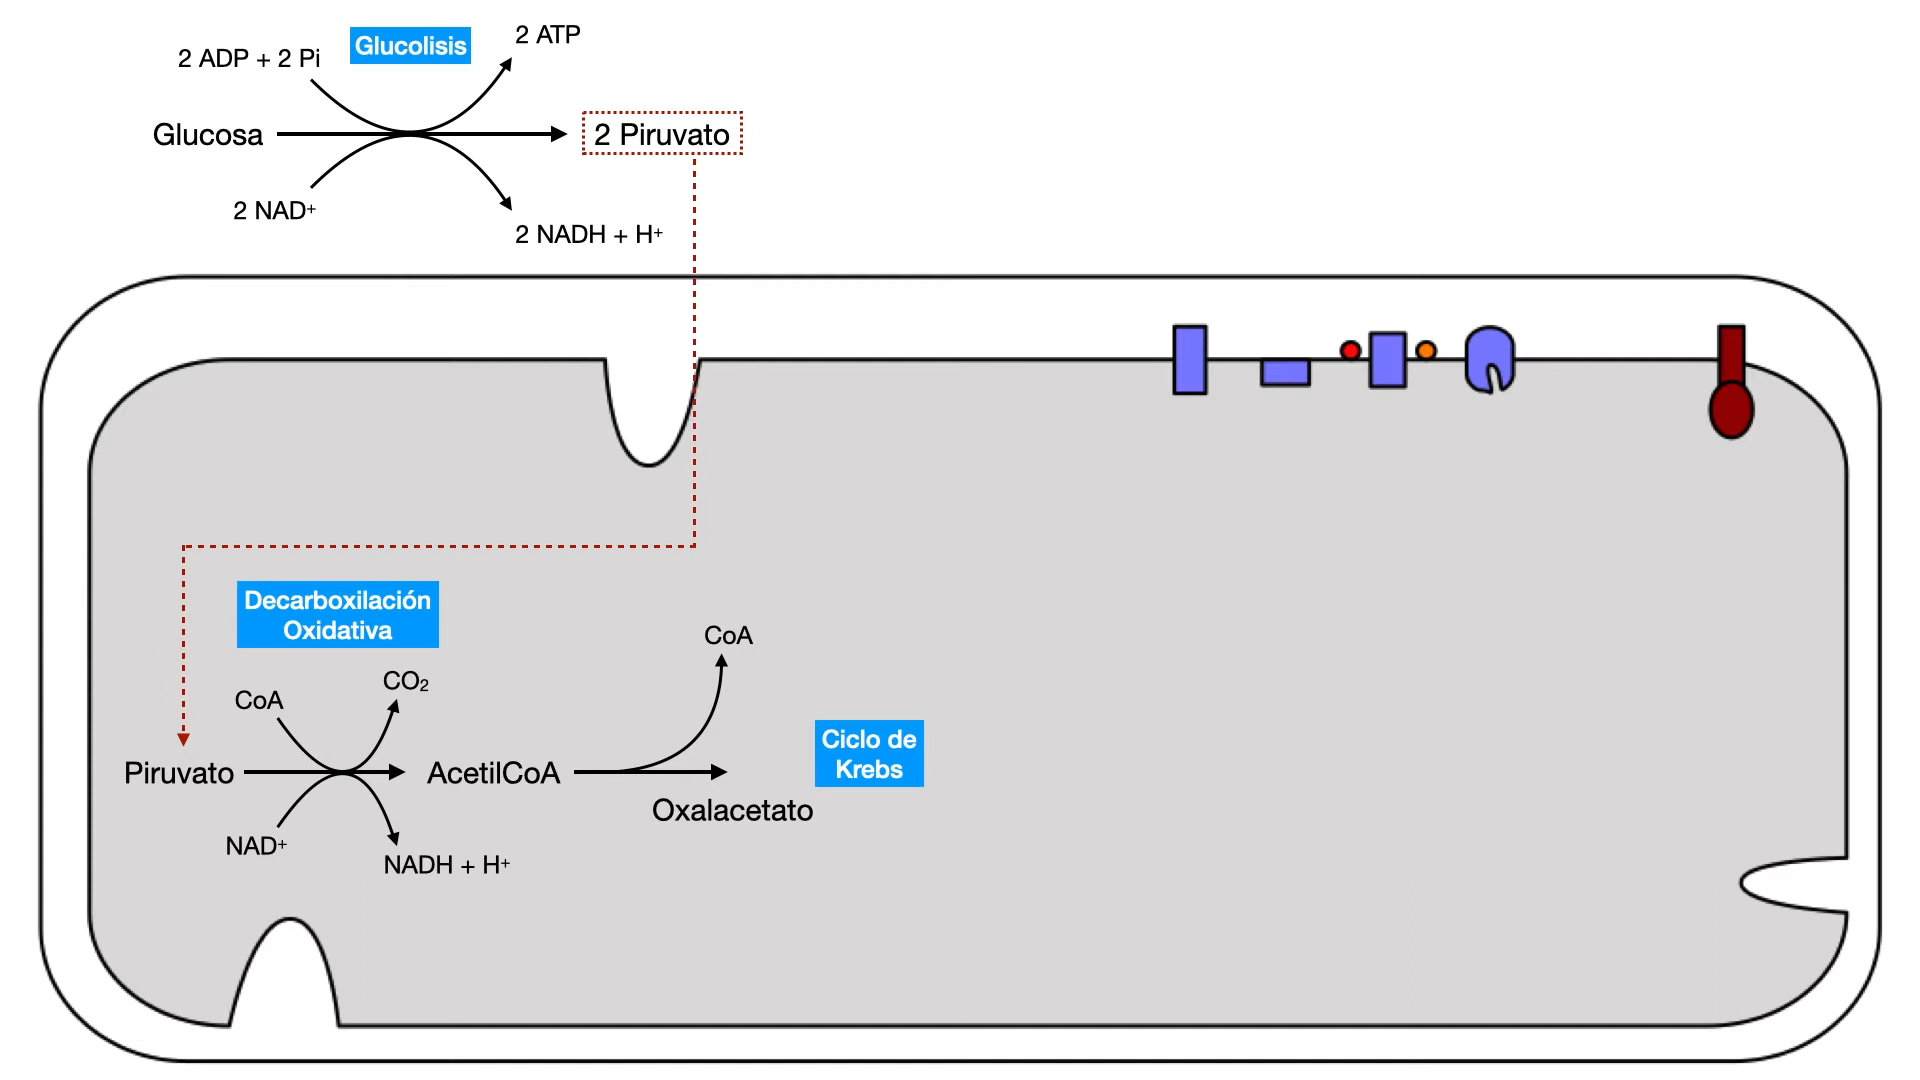 2 ADP + 2 Pi
Glucolisis
2 ATP
Glucosa
2 Piruvato
2 NAD⁺
2 NADH + H⁺
Decarboxilación
Oxidativa
CoA
CO₂
CoA
Piruvato
AcetilCoA
Oxalacetato
Ciclo de
Krebs
NAD⁺
NADH + H⁺